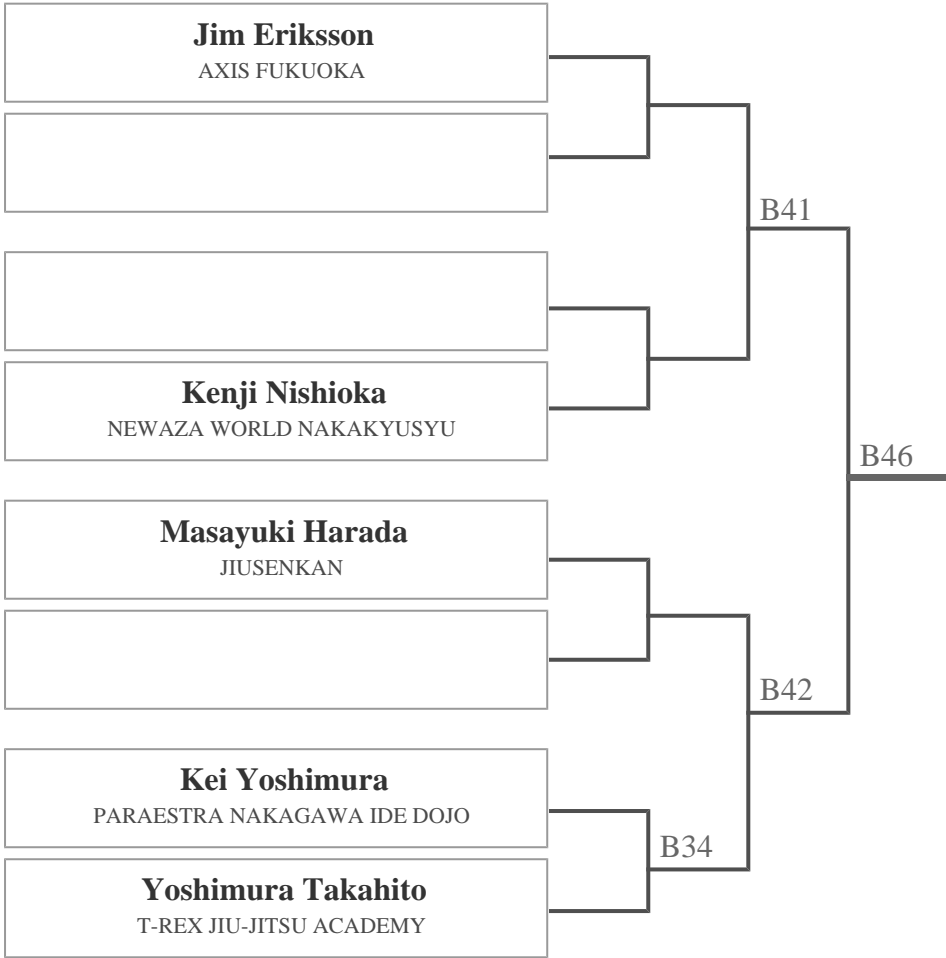 Jim Eriksson
AXIS FUKUOKA
B41
Kenji Nishioka
NEWAZA WORLD NAKAKYUSYU
B46
Masayuki Harada
JIUSENKAN
B42
Kei Yoshimura
PARAESTRA NAKAGAWA IDE DOJO
B34
Yoshimura Takahito
T-REX JIU-JITSU ACADEMY